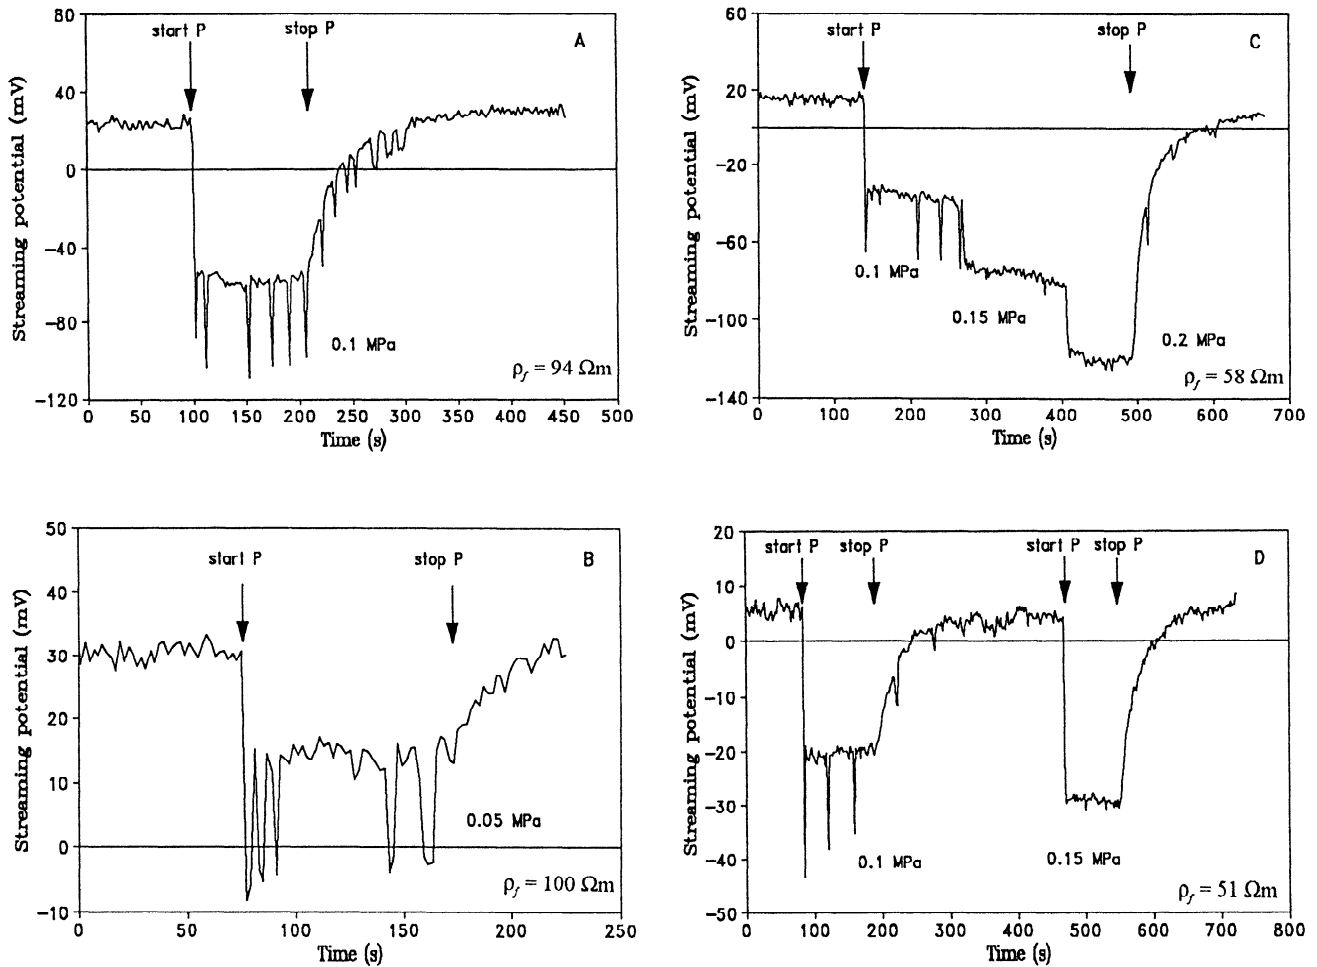 80
40
0
-40
-80
-120
Streaming potential (mV)
start P
stop P
A
0.1 MPa
ρf = 94 Ωm
0 50 100 150 200 250 300 350 400 450 500
Time (s)
60
20
-20
-60
-100
-140
Streaming potential (mV)
start P
stop P
C
0.1 MPa
0.15 MPa
0.2 MPa
ρf = 58 Ωm
0 100 200 300 400 500 600 700
Time (s)
50
40
30
20
10
0
-10
Streaming potential (mV)
start P
stop P
B
0.05 MPa
ρf = 100 Ωm
0 50 100 150 200 250
Time (s)
20
10
0
-10
-20
-30
-40
-50
Streaming potential (mV)
start P stop P
start P stop P
D
0.1 MPa
0.15 MPa
ρf = 51 Ωm
0 100 200 300 400 500 600 700 800
Time (s)